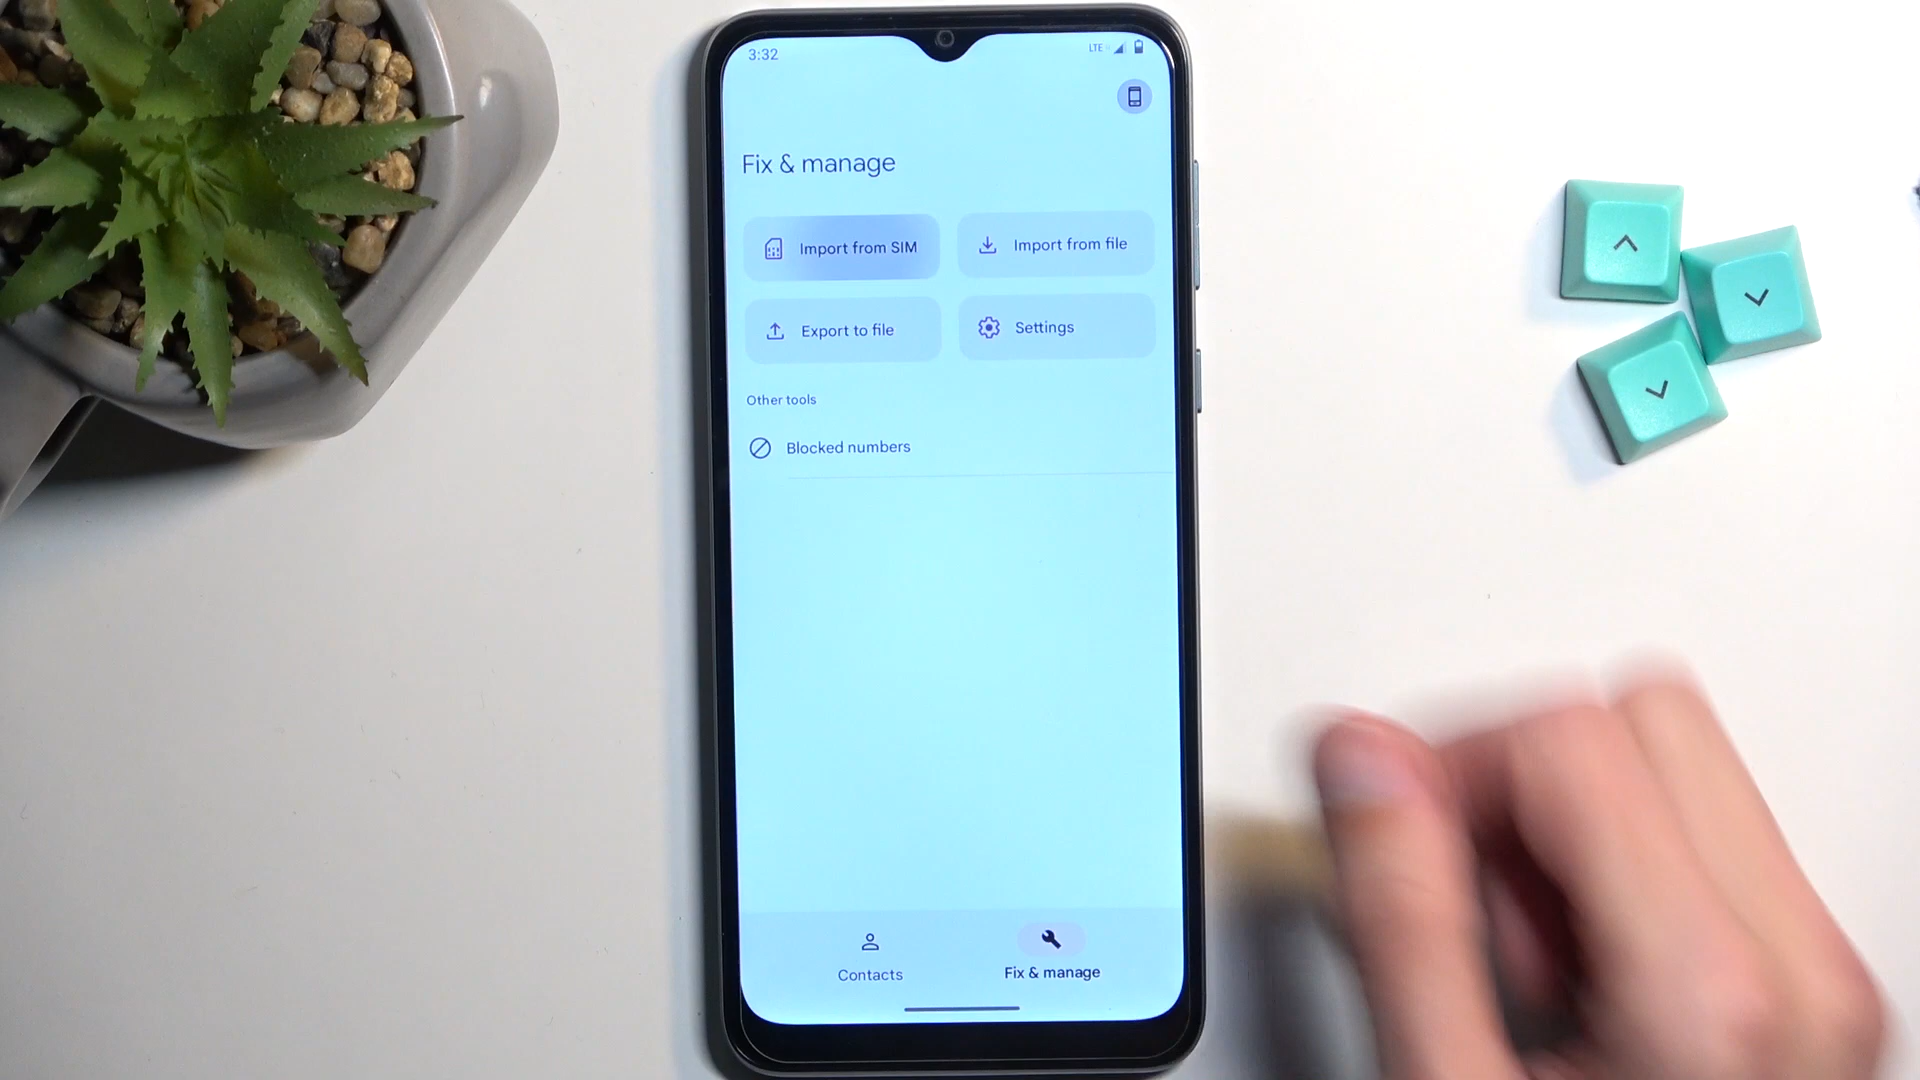 3:32
LTE
Fix & manage
Import from SIM
Import from file
Export to file
Settings
Other tools
Blocked numbers
Contacts
Fix & manage